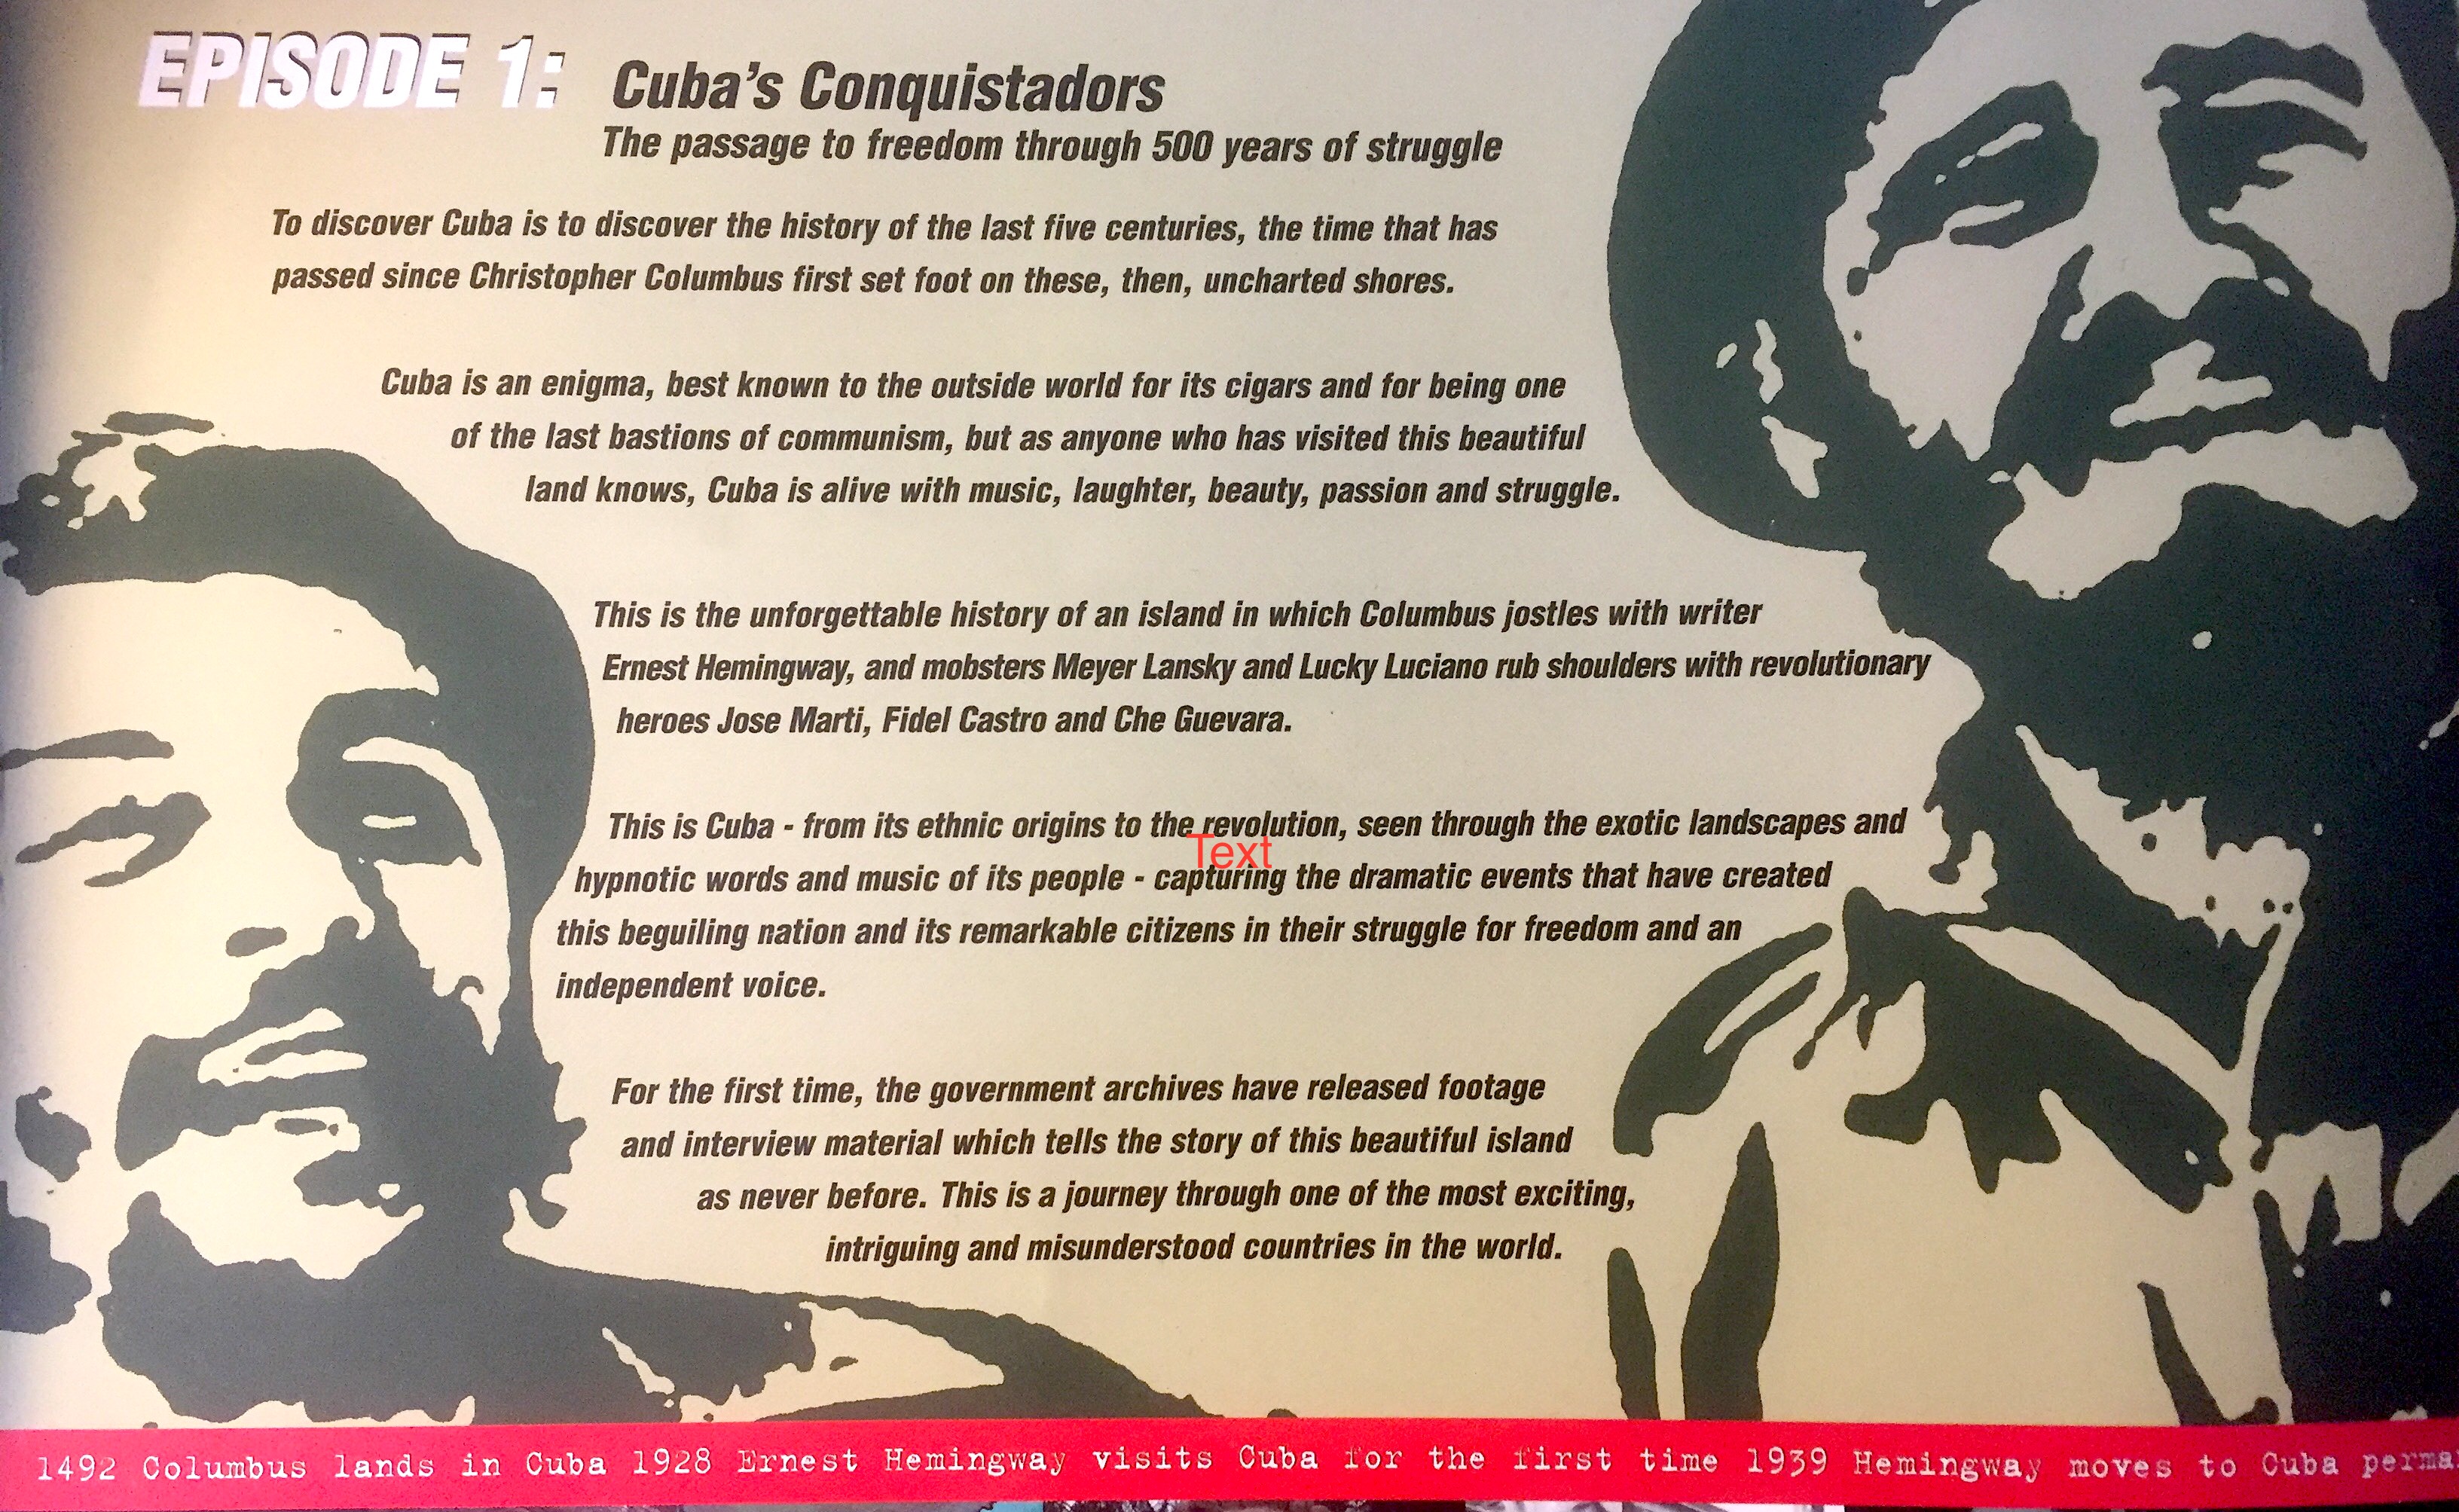 EPISODE 1: Cuba's Conquistadors
The passage to freedom through 500 years of struggle
To discover Cuba is to discover the history of the last five centuries, the time that has
passed since Christopher Columbus first set foot on these, then, uncharted shores.
Cuba is an enigma, best known to the outside world for its cigars and for being one
of the last bastions of communism, but as anyone who has visited this beautiful
land knows, Cuba is alive with music, laughter, beauty, passion and struggle.
This is the unforgettable history of an island in which Columbus jostles with writer
Ernest Hemingway, and mobsters Meyer Lansky and Lucky Luciano rub shoulders with revolutionary
heroes Jose Marti, Fidel Castro and Che Guevara.
This is Cuba - from its ethnic origins to the revolution, seen through the exotic landscapes and
Text
hypnotic words and music of its people - capturing the dramatic events that have created
this beguiling nation and its remarkable citizens in their struggle for freedom and an
independent voice.
For the first time, the government archives have released footage
and interview material which tells the story of this beautiful island
as never before. This is a journey through one of the most exciting,
intriguing and misunderstood countries in the world.
1492 Columbus lands in Cuba 1928 Ernest Hemingway visits Cuba for the first time 1939 Hemingway moves to Cuba perma